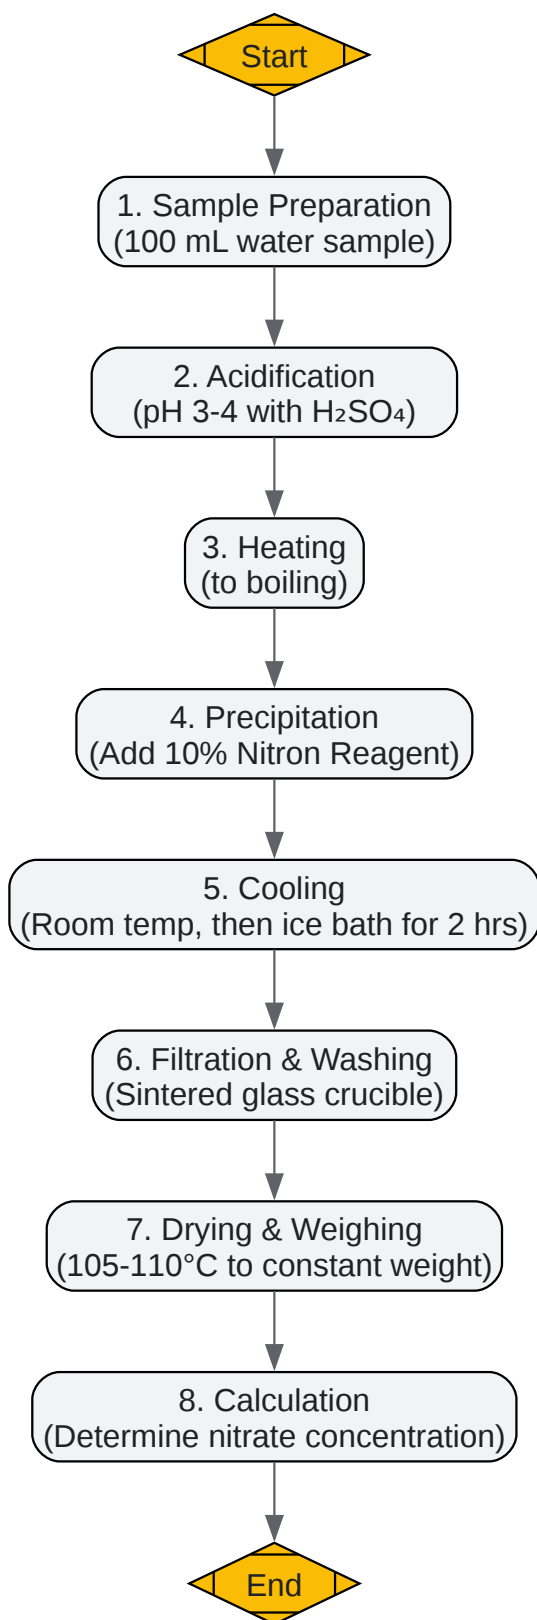 Start
1. Sample Preparation
(100 mL water sample)
2. Acidification
(pH 3-4 with H₂SO₄)
3. Heating
(to boiling)
4. Precipitation
(Add 10% Nitron Reagent)
5. Cooling
(Room temp, then ice bath for 2 hrs)
6. Filtration & Washing
(Sintered glass crucible)
7. Drying & Weighing
(105-110°C to constant weight)
8. Calculation
(Determine nitrate concentration)
End